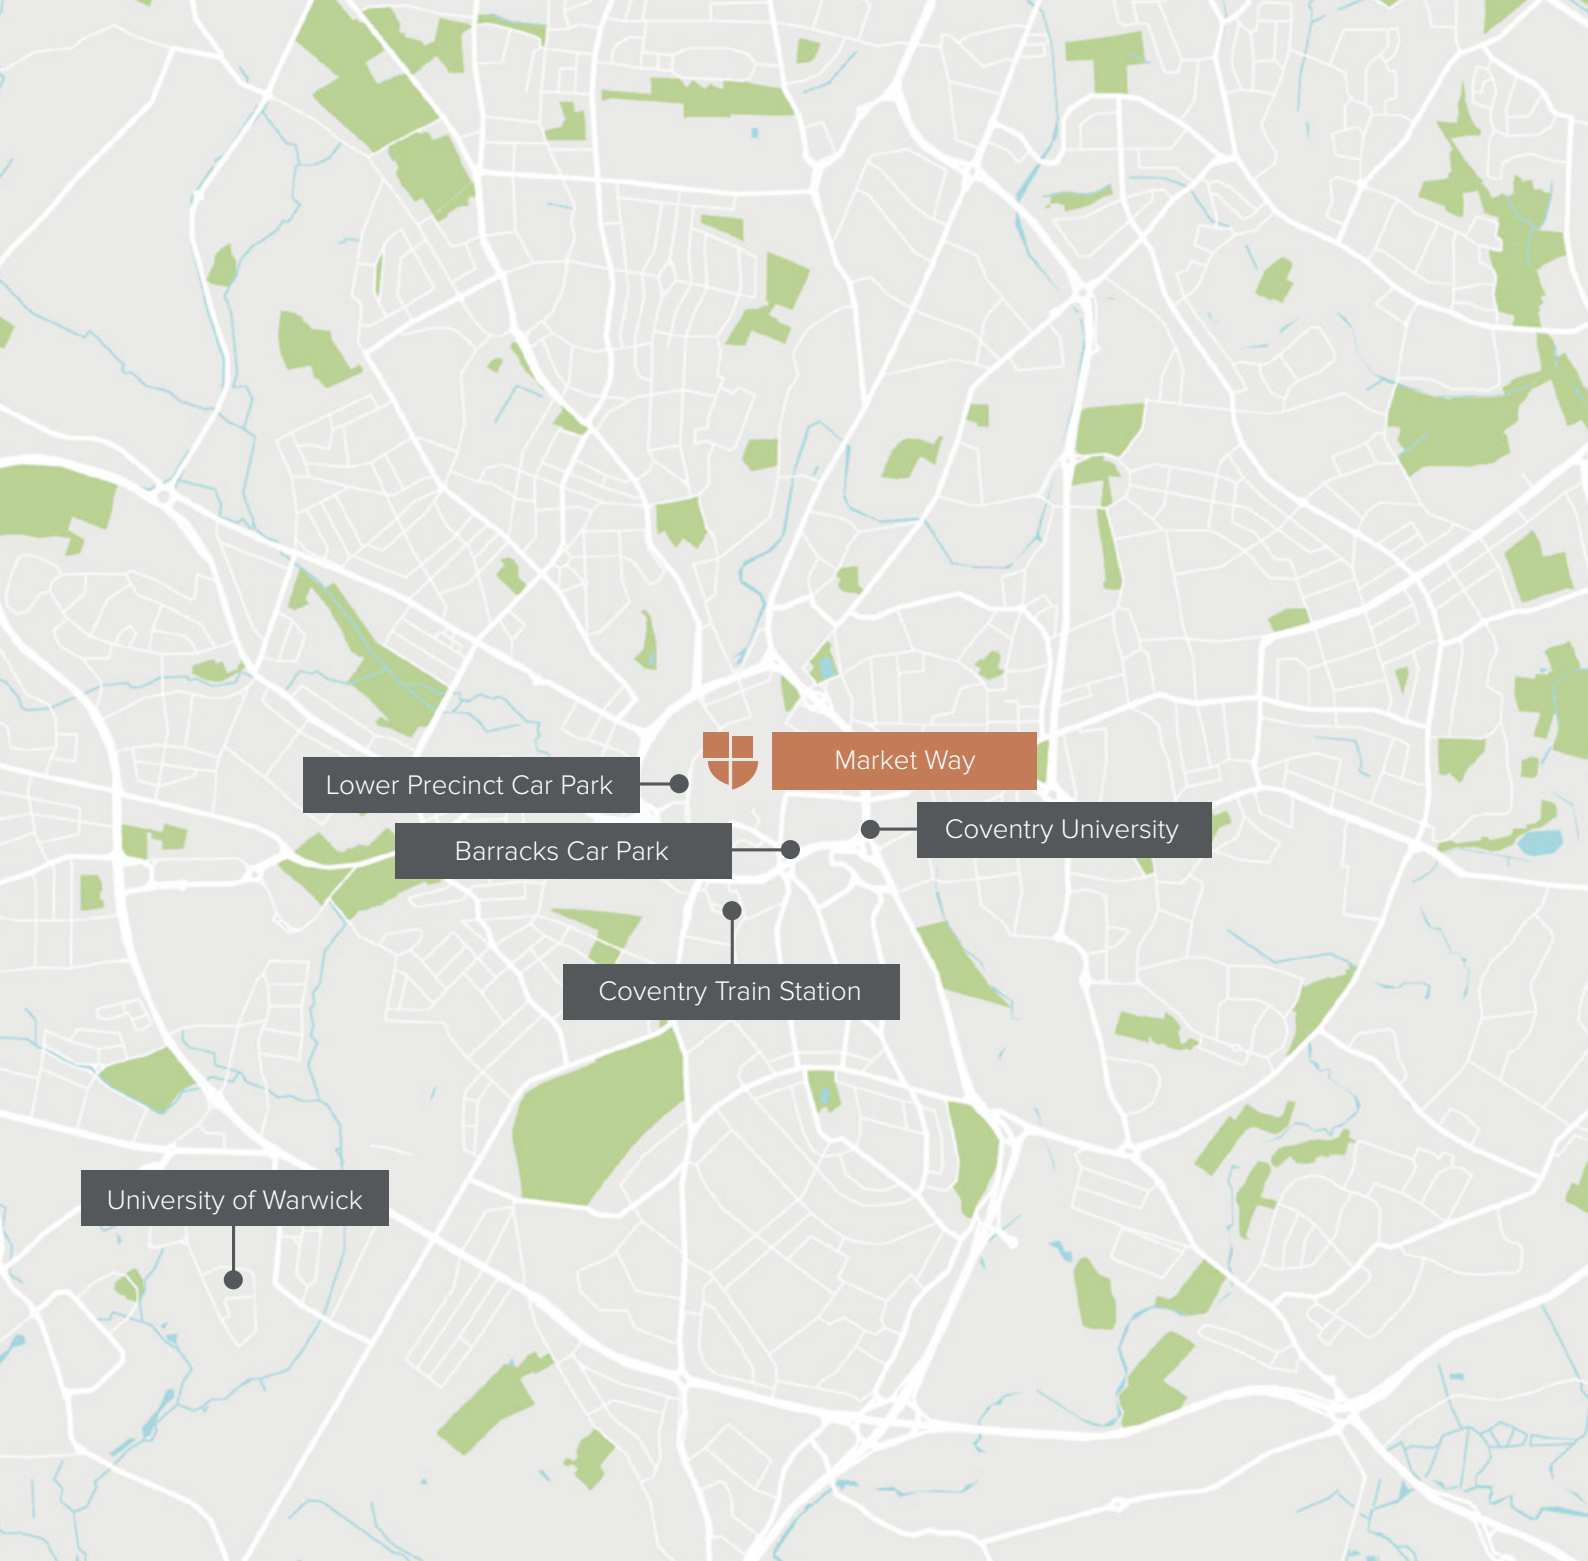 Market Way
Lower Precinct Car Park
Coventry University
Barracks Car Park
Coventry Train Station
University of Warwick